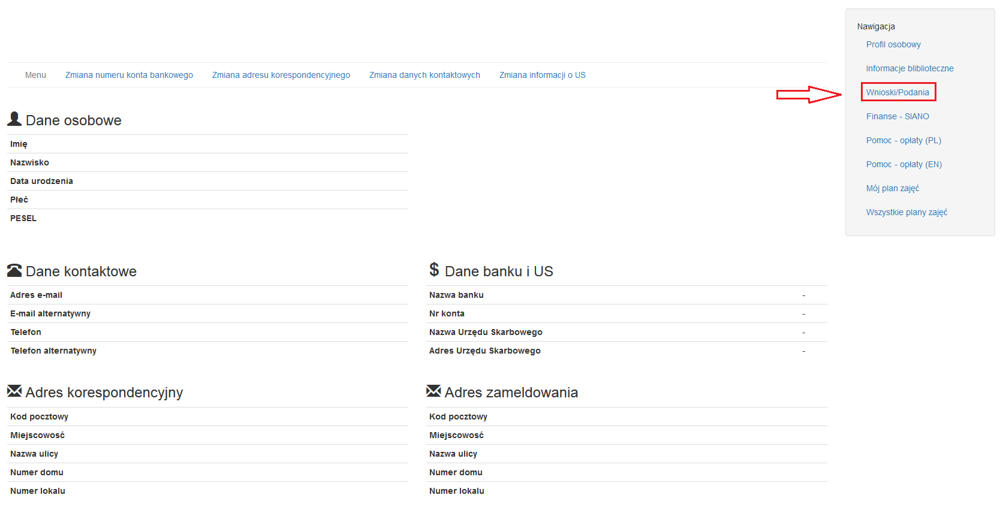 Nawigacja
Profil osobowy
Informacje bliblioteczne
Wnioski/Podania
Finanse - SIANO
Pomoc - opłaty (PL)
Pomoc - opłaty (EN)
Mój plan zajęć
Wszystkie plany zajęć
Menu Zmiana numeru konta bankowego Zmiana adresu korespondencyjnego Zmiana danych kontaktowych Zmiana informacji o US
Dane osobowe
Imię
Nazwisko
Data urodzenia
Płeć
PESEL
Dane kontaktowe
Adres e-mail
E-mail alternatywny
Telefon
Telefon alternatywny
$ Dane banku i US
Nazwa banku -
Nr konta -
Nazwa Urzędu Skarbowego -
Adres Urzędu Skarbowego -
Adres korespondencyjny
Kod pocztowy
Miejscowosć
Nazwa ulicy
Numer domu
Numer lokalu
Adres zameldowania
Kod pocztowy
Miejscowosć
Nazwa ulicy
Numer domu
Numer lokalu